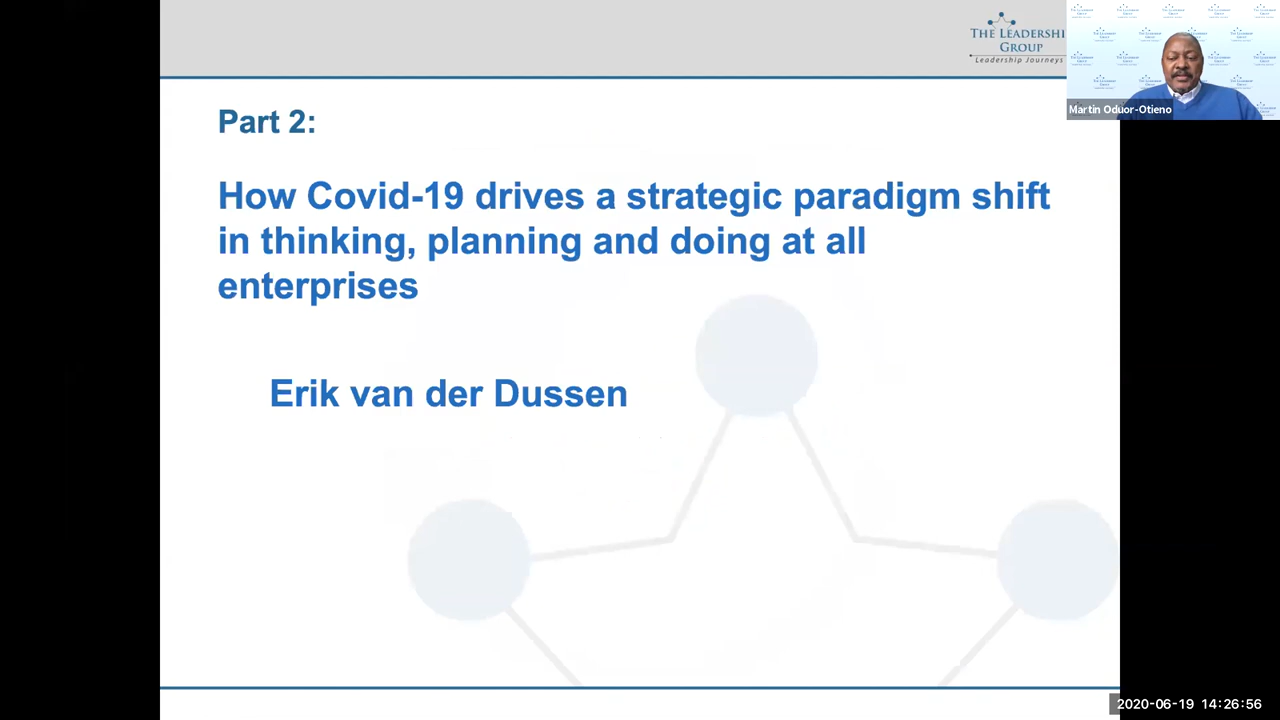 THE LEADERSHI
GROUP
Leadership Journeys
Martin Oduor-Otieno
Part 2:
How Covid-19 drives a strategic paradigm shift
in thinking, planning and doing at all
enterprises
Erik van der Dussen
2020-06-19 14:26:56